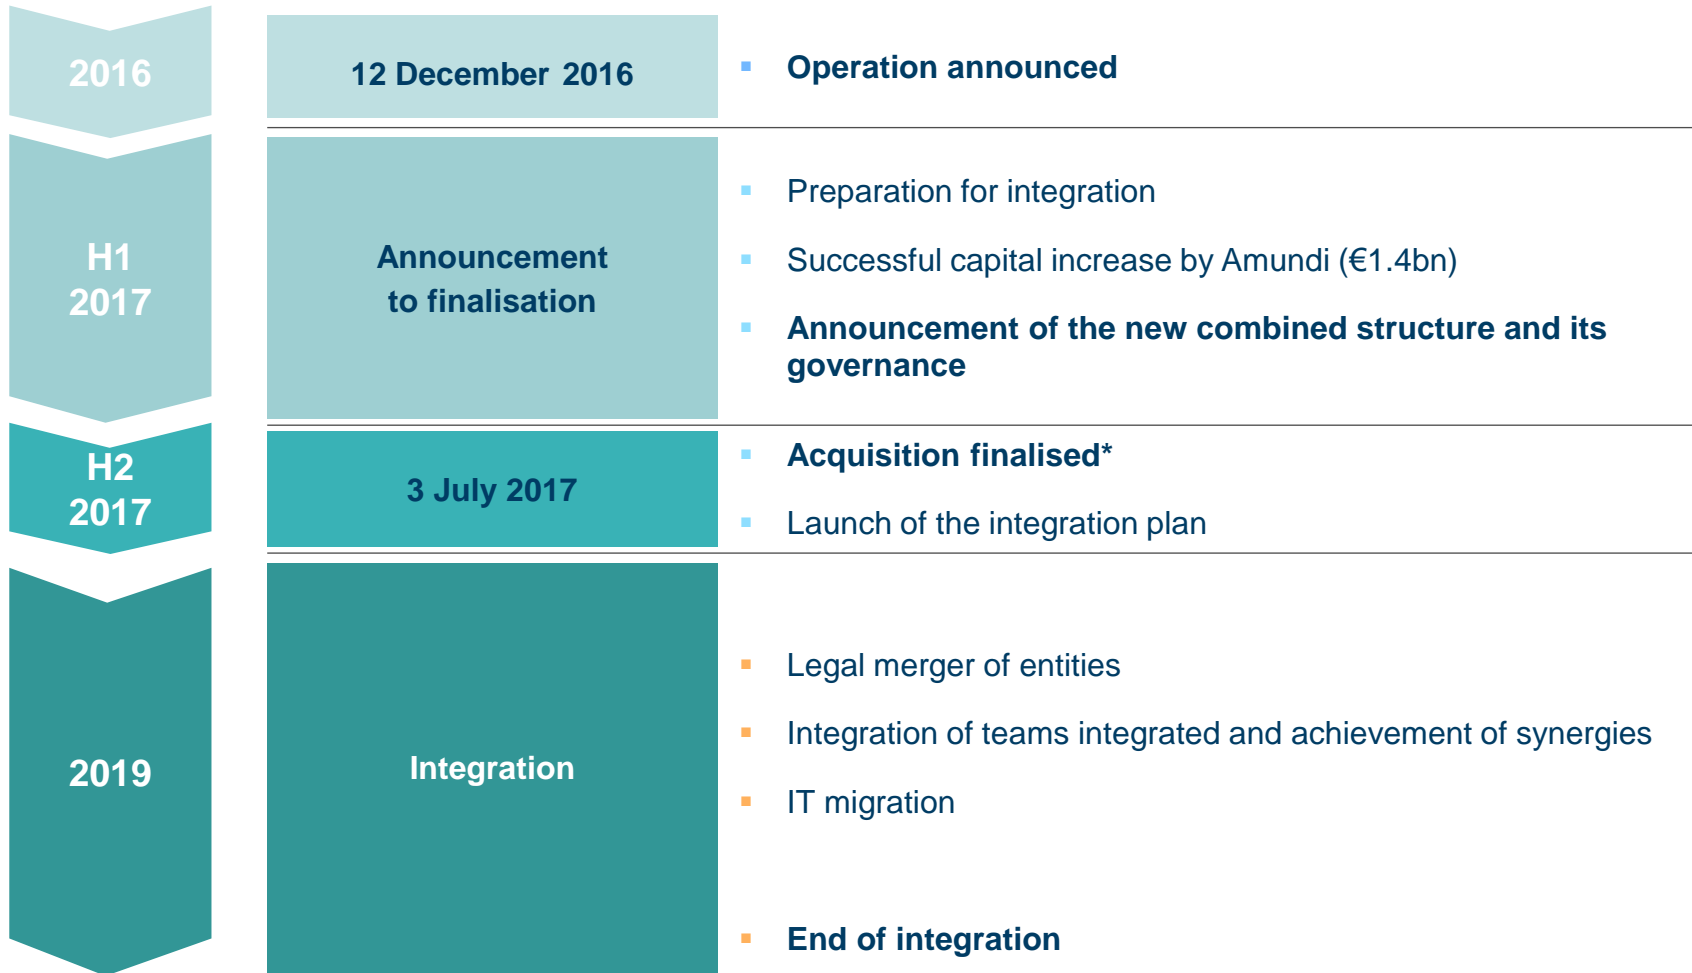 2016
12 December 2016
Operation announced
H1
2017
Announcement
to finalisation
Preparation for integration
Successful capital increase by Amundi (€1.4bn)
Announcement of the new combined structure and its
governance
H2
2017
3 July 2017
Acquisition finalised*
Launch of the integration plan
2019
Integration
Legal merger of entities
Integration of teams integrated and achievement of synergies
IT migration
End of integration